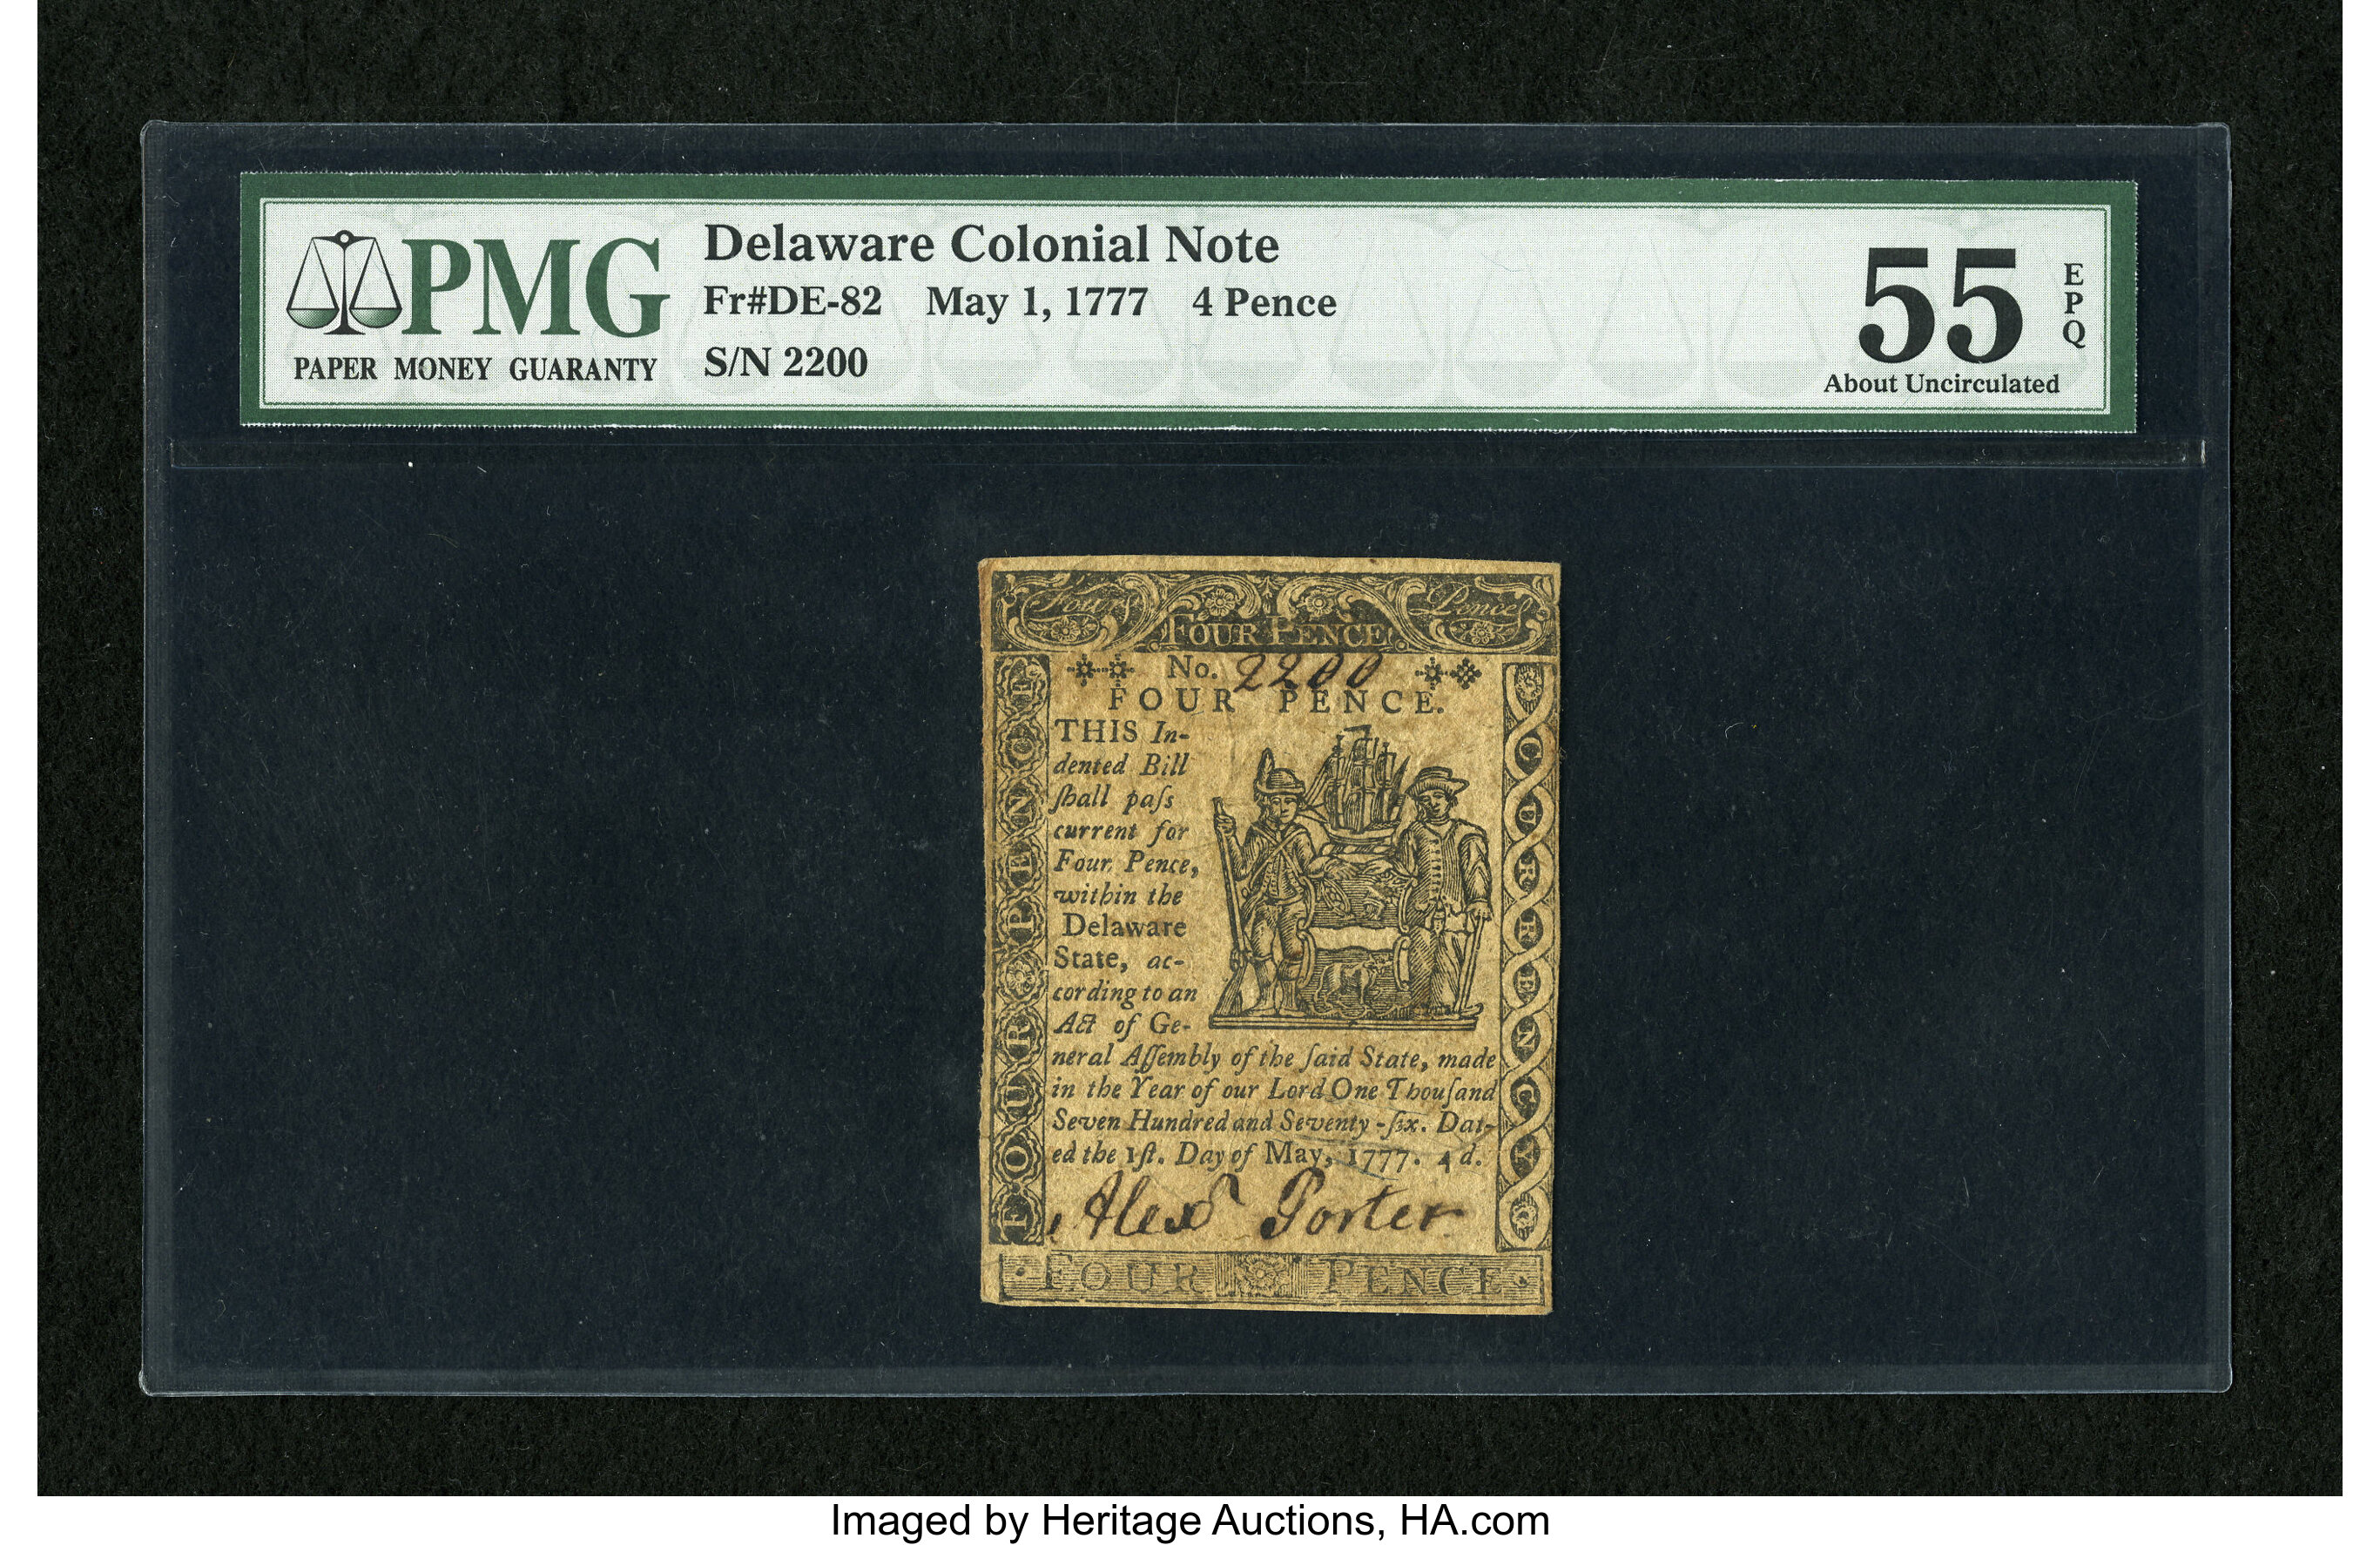 PMG
PAPER MONEY GUARANTY
Delaware Colonial Note
Fr#DE-82 May 1, 1777 4 Pence
S/N 2200
55
EPQ
About Uncirculated
Four Pence
FOUR PENCE
No. 2200
FOUR PENCE.
THIS In-
dented Bill
ſhall paſs
current for
Four Pence,
within the
Delaware
State, ac-
cording to an
Act of Ge-
neral Aſſembly of the ſaid State, made
in the Year of our Lord One Thouſand
Seven Hundred and Seventy-ſix. Dat-
ed the 1ſt. Day of May, 1777. 4 d.
Alexr Porter
FOUR PENCE
FOUR PENCE
CURRENCY
Imaged by Heritage Auctions, HA.com